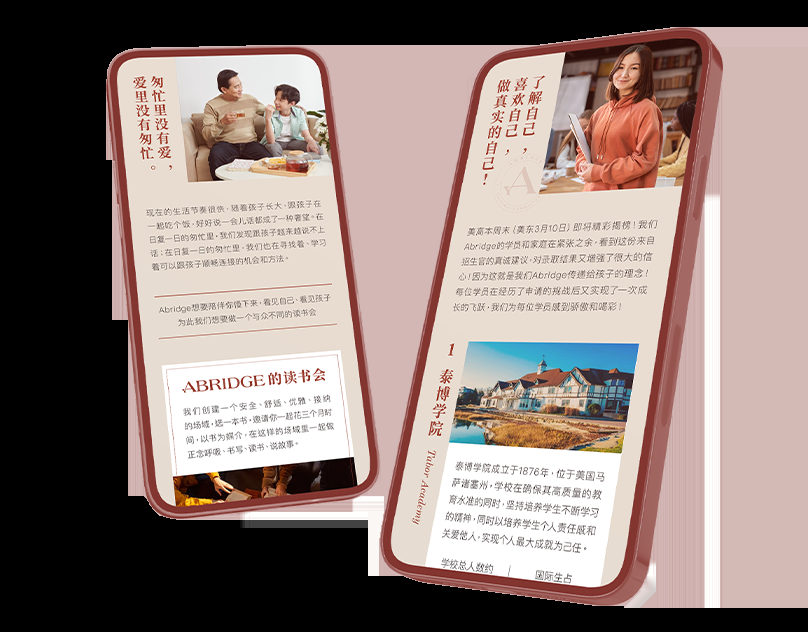 匆忙里没有爱，
爱里没有匆忙。
现在的生活节奏很快，随着孩子长大，跟孩子在
一起吃个饭，好好说一会儿话都成了一种奢望。在
日复一日的匆忙里，我们发现跟孩子越来越说不上
话；在日复一日的匆忙里，我们也在寻找着、学习
着可以跟孩子顺畅连接的机会和方法。
Abridge想要陪伴你慢下来，看见自己、看见孩子
为此我们想要做一个与众不同的读书会
ABRIDGE 的读书会
我们创建一个安全、舒适、优雅、接纳
的场域，选一本书，邀请你一起花三个月时
间，以书为媒介，在这样的场域里一起做
正念呼吸、书写、读书、说故事。
了解自己，
喜欢自己，
做真实的自己！
A
美高本周末（美东3月10日）即将精彩揭榜！我们
Abridge的学员和家庭在紧张之余，看到这份来自
招生官的真诚建议，对录取结果又增强了很大的信
心！因为这就是我们Abridge传递给孩子的理念！
每位学员在经历了申请的挑战后又实现了一次成
长的飞跃，我们为每位学员感到骄傲和喝彩！
1 泰博学院
Tabor Academy
泰博学院成立于1876年，位于美国马
萨诸塞州，学校在确保其高质量的教
育水准的同时，坚持培养学生不断学习
的精神，同时以培养学生个人责任感和
关爱他人，实现个人最大成就为己任。
学校总人数约 | 国际生占